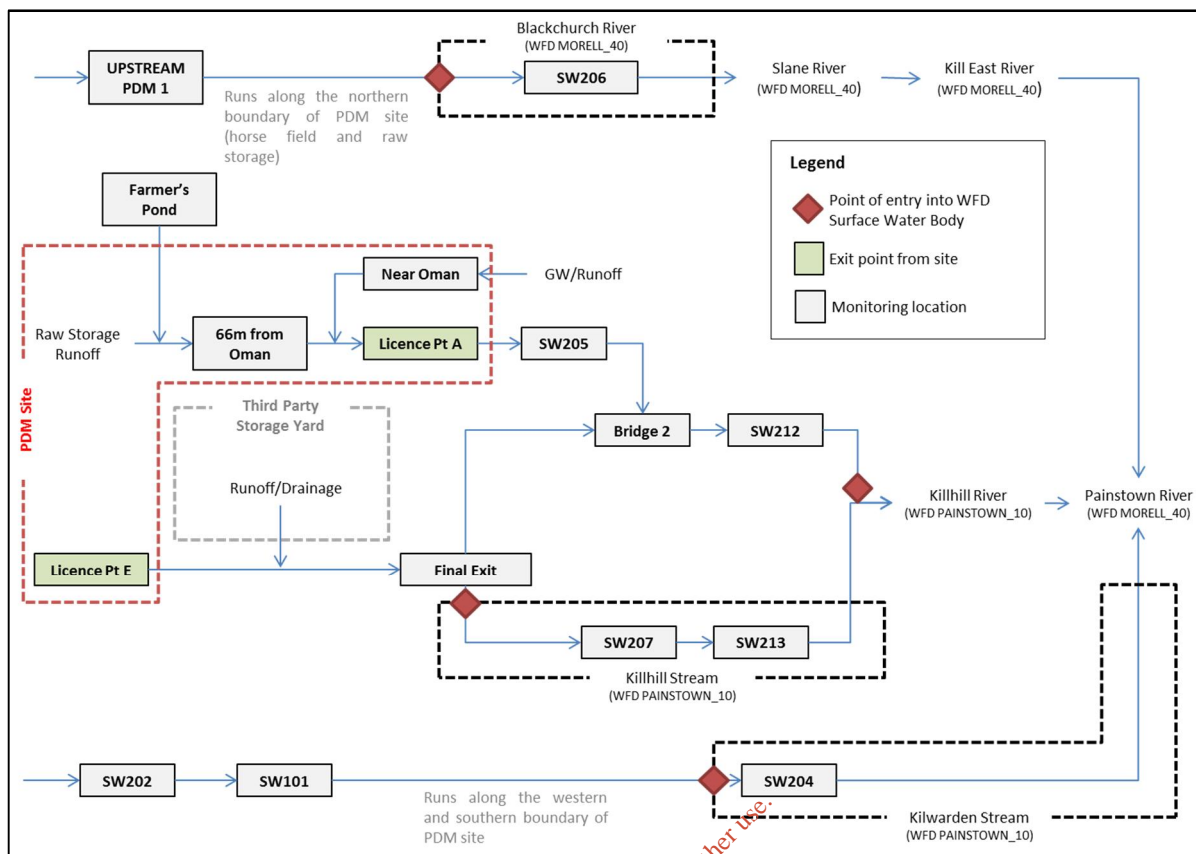 Blackchurch River
(WFD MORELL_40)
UPSTREAM
PDM 1
SW206
Slane River
(WFD MORELL_40)
Kill East River
(WFD MORELL_40)
Runs along the northern
boundary of PDM site
(horse field and raw
storage)
Legend
Point of entry into WFD
Surface Water Body
Exit point from site
Monitoring location
Farmer's
Pond
Near Oman
GW/Runoff
Raw Storage
Runoff
66m from
Oman
Licence Pt A
SW205
PDM Site
Third Party
Storage Yard
Bridge 2
SW212
Runoff/Drainage
Killhill River
(WFD PAINSTOWN_10)
Painstown River
(WFD MORELL_40)
Licence Pt E
Final Exit
SW207
SW213
Killhill Stream
(WFD PAINSTOWN_10)
SW202
SW101
SW204
Runs along the western
and southern boundary of
PDM site
Kilwarden Stream
(WFD PAINSTOWN_10)
her use.